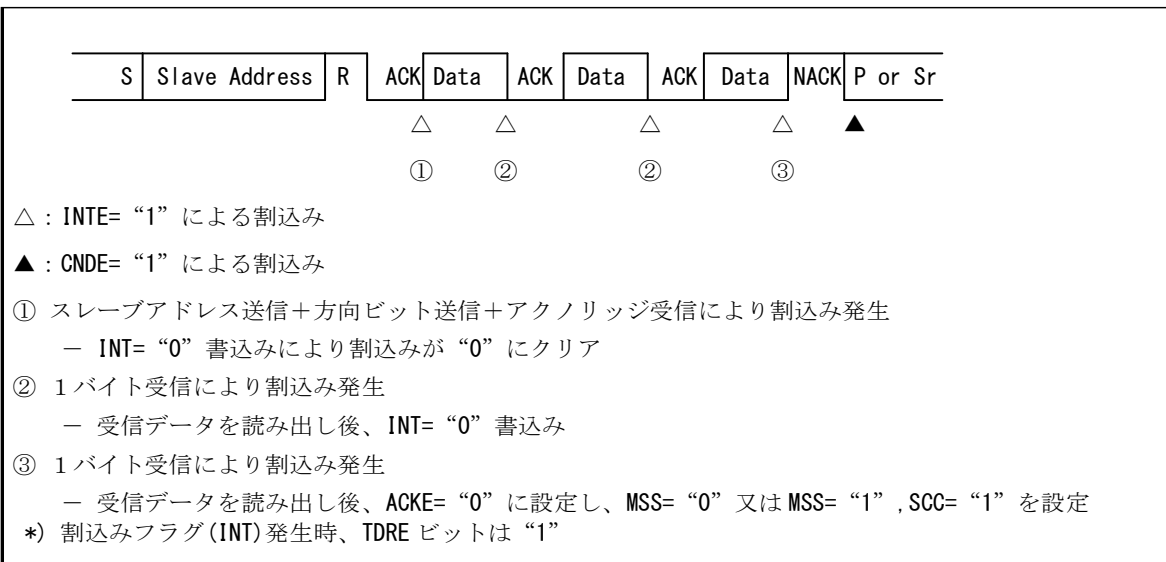 S Slave Address R ACK Data ACK Data ACK Data NACK P or Sr
△ △ △ △ ▲
① ② ② ③
△：INTE=“1”による割込み
▲：CNDE=“1”による割込み
① スレーブアドレス送信＋方向ビット送信＋アクノリッジ受信により割込み発生
－ INT=“0”書込みにより割込みが“0”にクリア
② １バイト受信により割込み発生
－ 受信データを読み出し後、INT=“0”書込み
③ １バイト受信により割込み発生
－ 受信データを読み出し後、ACKE=“0”に設定し、MSS=“0”又は MSS=“1”,SCC=“1”を設定
*) 割込みフラグ(INT)発生時、TDRE ビットは“1”